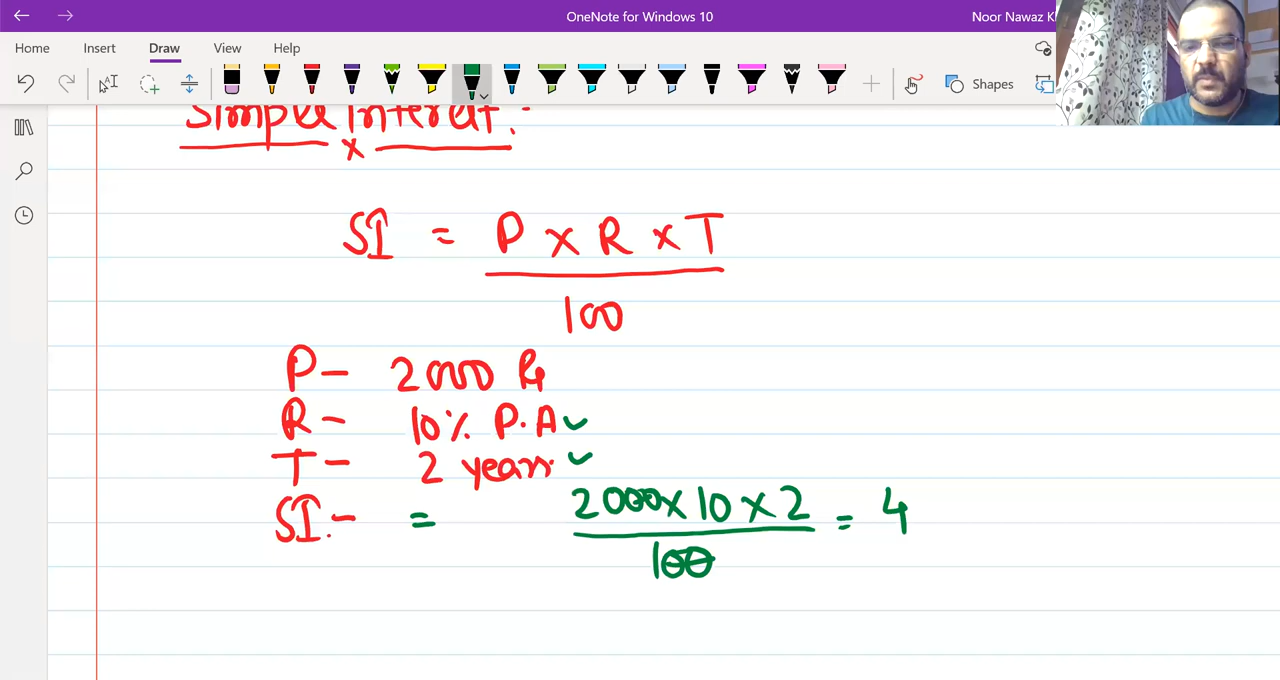 OneNote for Windows 10
Noor Nawaz K
Home Insert Draw View Help
Shapes
Simple Interest :-
x
SI = P x R x T
100
P - 2000 Rs
R - 10% P.A ✓
T - 2 years ✓
SI - = 2000 x 10 x 2 = 4
100